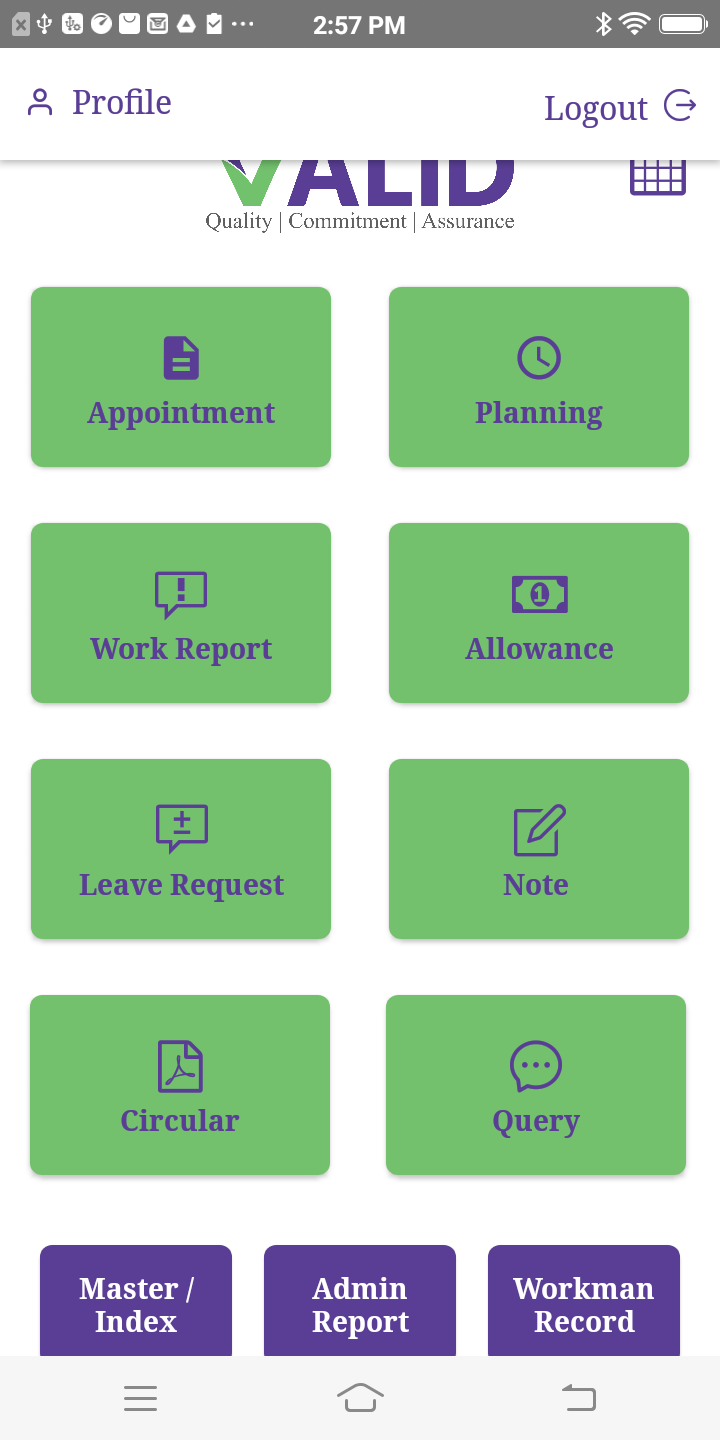 2:57 PM
Profile
Logout
VALID
Quality | Commitment | Assurance
Appointment
Planning
Work Report
Allowance
Leave Request
Note
Circular
Query
Master /
Index
Admin
Report
Workman
Record